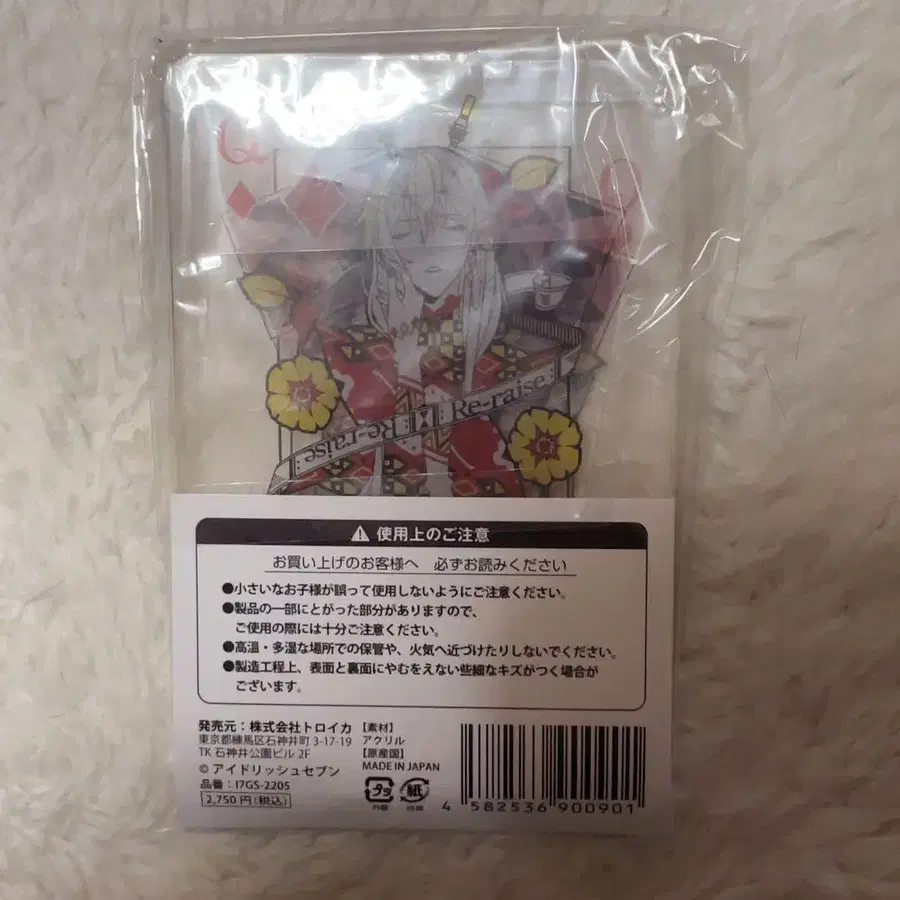 Q
Re-raise
Re-raise
⚠ 使用上のご注意
お買い上げのお客様へ 必ずお読みください
●小さいなお子様が誤って使用しないようにご注意ください。
●製品の一部にとがった部分がありますので、
ご使用の際には十分ご注意ください。
●高温・多湿な場所での保管や、火気へ近づけたりしないでください。
●製造工程上、表面と裏面にやむをえない些細なキズがつく場合が
ございます。
発売元：株式会社トロイカ
東京都練馬区石神井町 3-17-19
TK 石神井公園ビル 2F
© アイドリッシュセブン
品番：I7GS-2205
2,750 円（税込）
【素材】
アクリル
【原産国】
MADE IN JAPAN
プラ
外装
紙
台紙
4 582536 900901